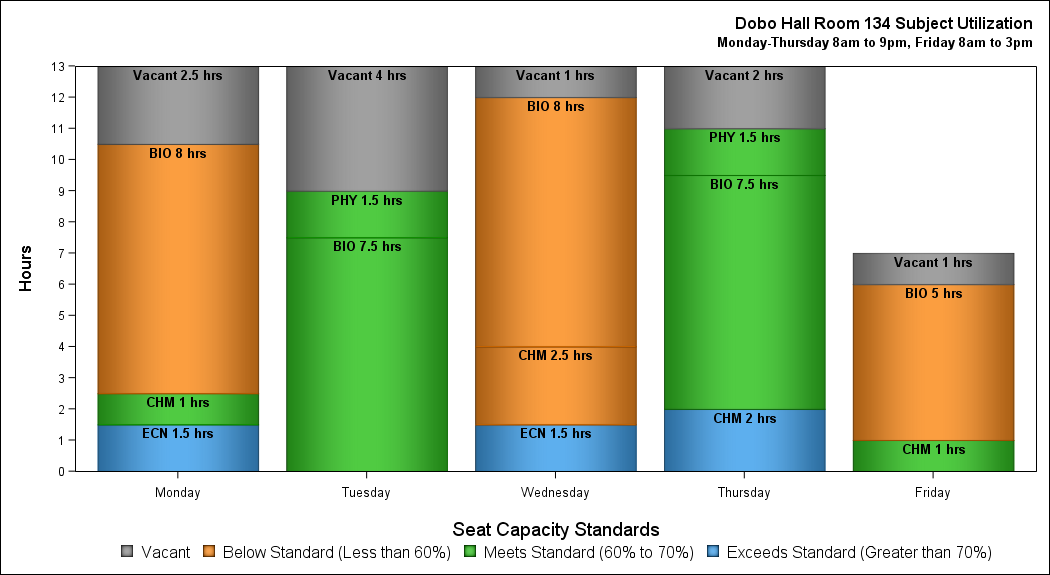 Dobo Hall Room 134 Subject Utilization
Monday-Thursday 8am to 9pm, Friday 8am to 3pm
Hours
13
12
11
10
9
8
7
6
5
4
3
2
1
0
Vacant 2.5 hrs
BIO 8 hrs
CHM 1 hrs
ECN 1.5 hrs
Vacant 4 hrs
PHY 1.5 hrs
BIO 7.5 hrs
Vacant 1 hrs
BIO 8 hrs
CHM 2.5 hrs
ECN 1.5 hrs
Vacant 2 hrs
PHY 1.5 hrs
BIO 7.5 hrs
CHM 2 hrs
Vacant 1 hrs
BIO 5 hrs
CHM 1 hrs
Monday Tuesday Wednesday Thursday Friday
Seat Capacity Standards
Vacant Below Standard (Less than 60%) Meets Standard (60% to 70%) Exceeds Standard (Greater than 70%)